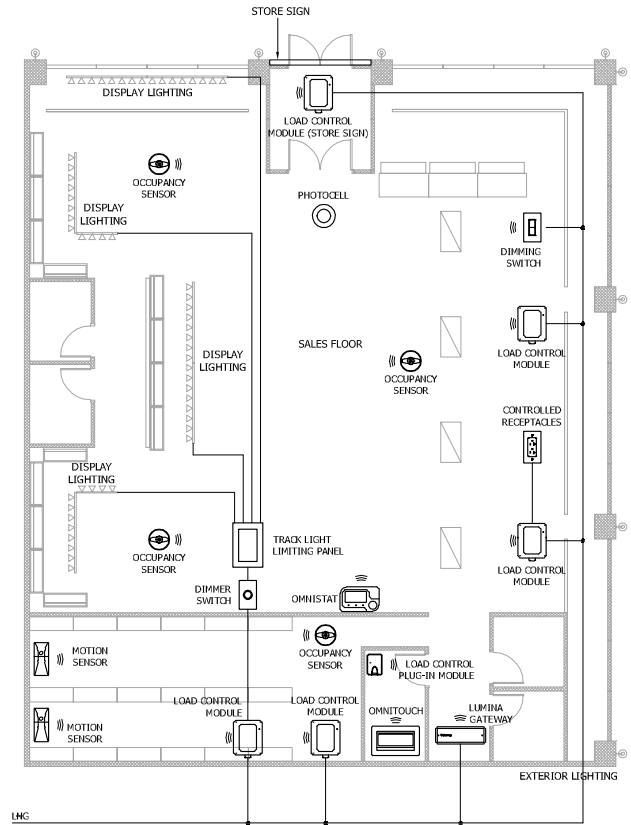 STORE SIGN
DISPLAY LIGHTING
LOAD CONTROL
MODULE (STORE SIGN)
OCCUPANCY
SENSOR
PHOTOCELL
DISPLAY
LIGHTING
DIMMING
SWITCH
SALES FLOOR
DISPLAY
LIGHTING
LOAD CONTROL
MODULE
OCCUPANCY
SENSOR
CONTROLLED
RECEPTACLES
DISPLAY
LIGHTING
TRACK LIGHT
LIMITING PANEL
OCCUPANCY
SENSOR
LOAD CONTROL
MODULE
DIMMER
SWITCH
OMNISTAT
OCCUPANCY
SENSOR
MOTION
SENSOR
LOAD CONTROL
PLUG-IN MODULE
LOAD CONTROL
MODULE
LOAD CONTROL
MODULE
OMNITOUCH
LUMINA
GATEWAY
MOTION
SENSOR
EXTERIOR LIGHTING
LHG